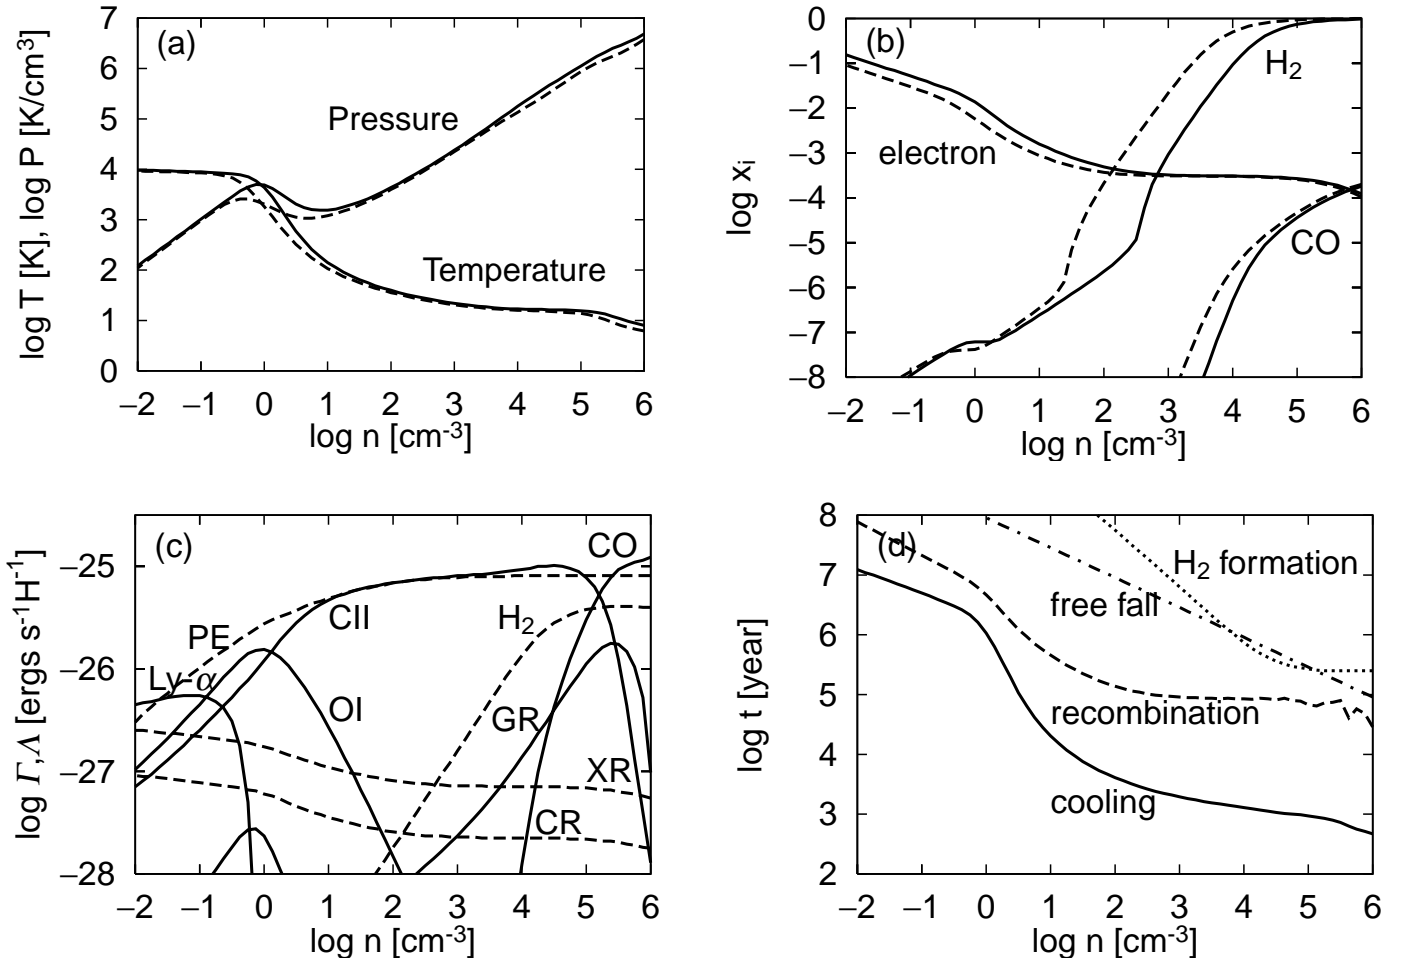 (a)
log T [K], log P [K/cm³]
7
6
5
4
3
2
1
0
Pressure
Temperature
−2 −1 0 1 2 3 4 5 6
log n [cm⁻³]
(b)
log xᵢ
0
−1
−2
−3
−4
−5
−6
−7
−8
H₂
electron
CO
−2 −1 0 1 2 3 4 5 6
log n [cm⁻³]
(c)
log Γ,Λ [ergs s⁻¹H⁻¹]
−25
−26
−27
−28
CO
PE
CII
H₂
Ly-α
OI
GR
XR
CR
−2 −1 0 1 2 3 4 5 6
log n [cm⁻³]
(d)
log t [year]
8
7
6
5
4
3
2
H₂ formation
free fall
recombination
cooling
−2 −1 0 1 2 3 4 5 6
log n [cm⁻³]